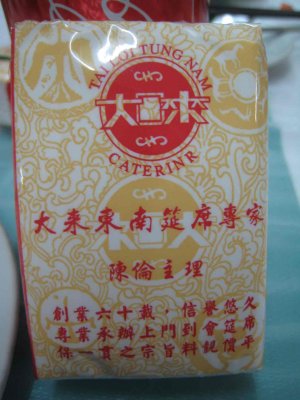 TAI LOI TUNG NAM
大來
CATERINR
大来東南筵席專家
陳倫主理
創業六十載，信譽悠久
專業承辦上門到會筵席
保一貫之宗旨料靚價平